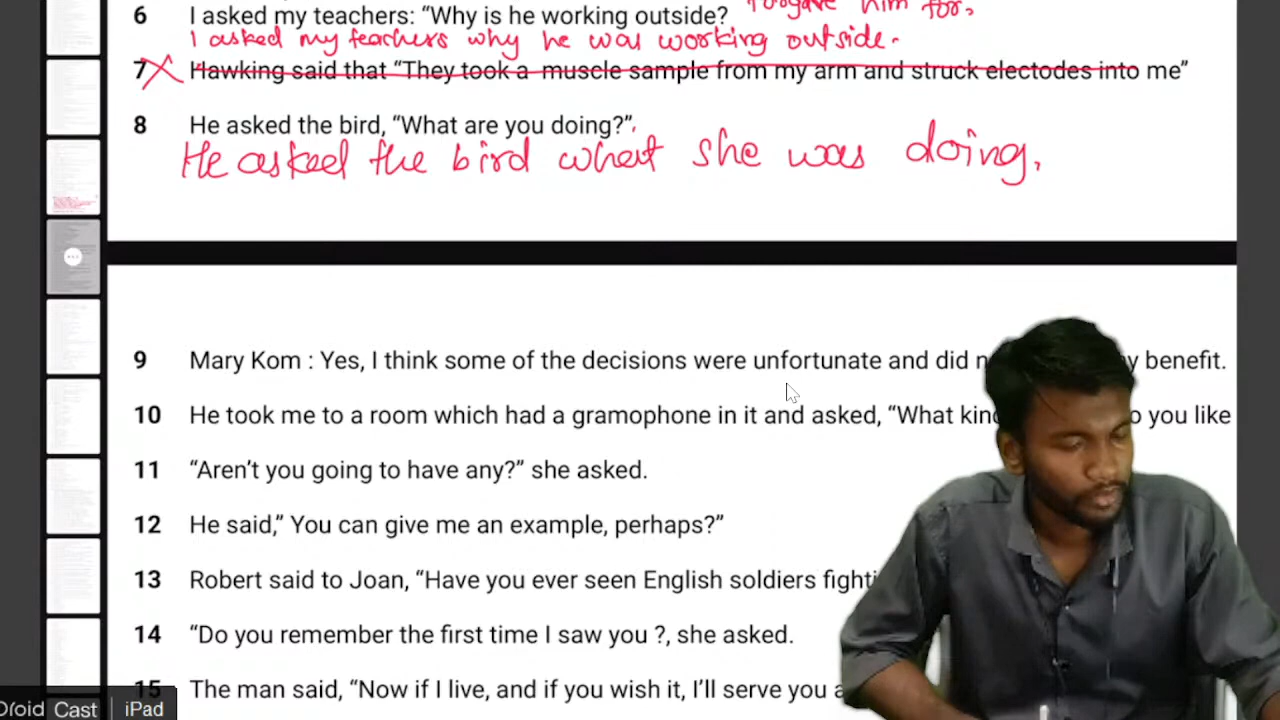 forgave him for.
6 I asked my teachers: “Why is he working outside?
I asked my teachers why he was working outside.
7 Hawking said that “They took a muscle sample from my arm and struck electodes into me”
8 He asked the bird, “What are you doing?”.
He asked the bird what she was doing.
9 Mary Kom : Yes, I think some of the decisions were unfortunate and did benefit.
10 He took me to a room which had a gramophone in it and asked, “What you like
11 “Aren’t you going to have any?” she asked.
12 He said,” You can give me an example, perhaps?”
13 Robert said to Joan, “Have you ever seen English soldiers
14 “Do you remember the first time I saw you ?, she asked.
15 The man said, “Now if I live, and if you wish it, I’ll serve you
Cast iPad